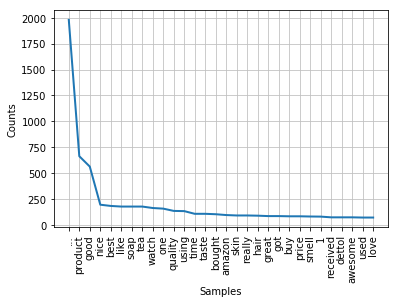 2000
1750
1500
1250
1000
750
500
250
0
Counts
...
product
good
nice
best
like
soap
tea
watch
one
quality
using
time
taste
bought
amazon
skin
really
hair
great
got
buy
price
smell
1
received
dettol
awesome
used
love
Samples